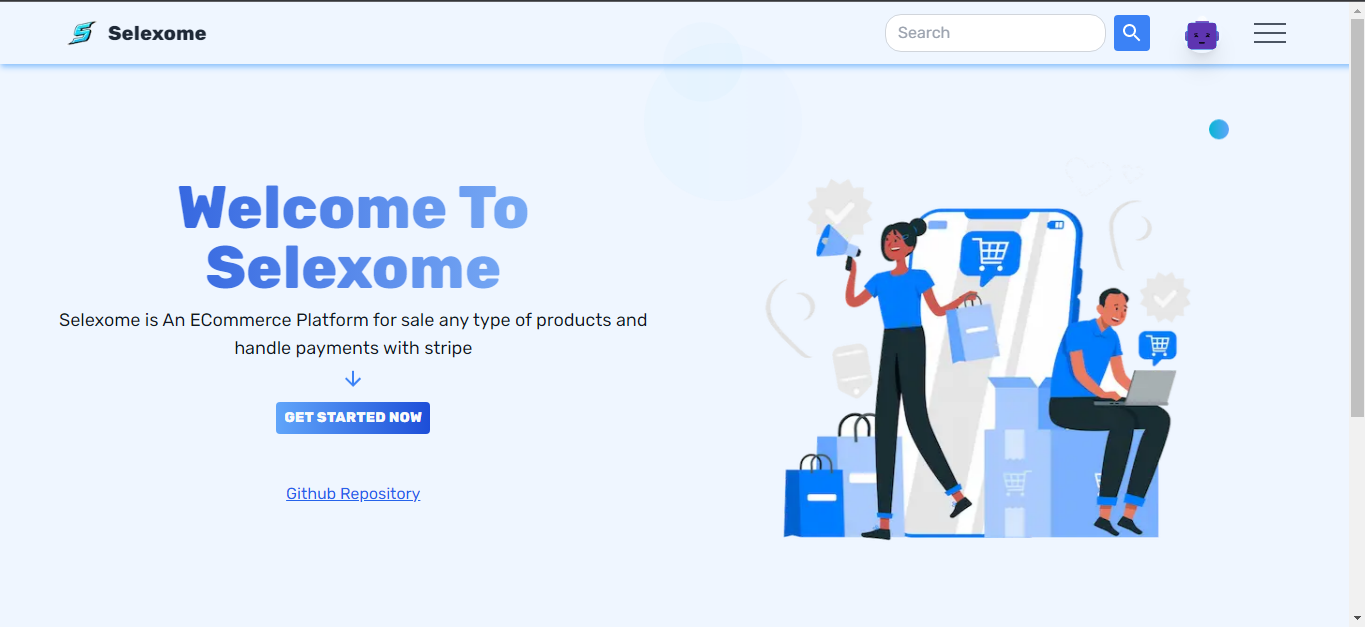 Selexome
Search
Welcome To
Selexome
Selexome is An ECommerce Platform for sale any type of products and
handle payments with stripe
GET STARTED NOW
Github Repository